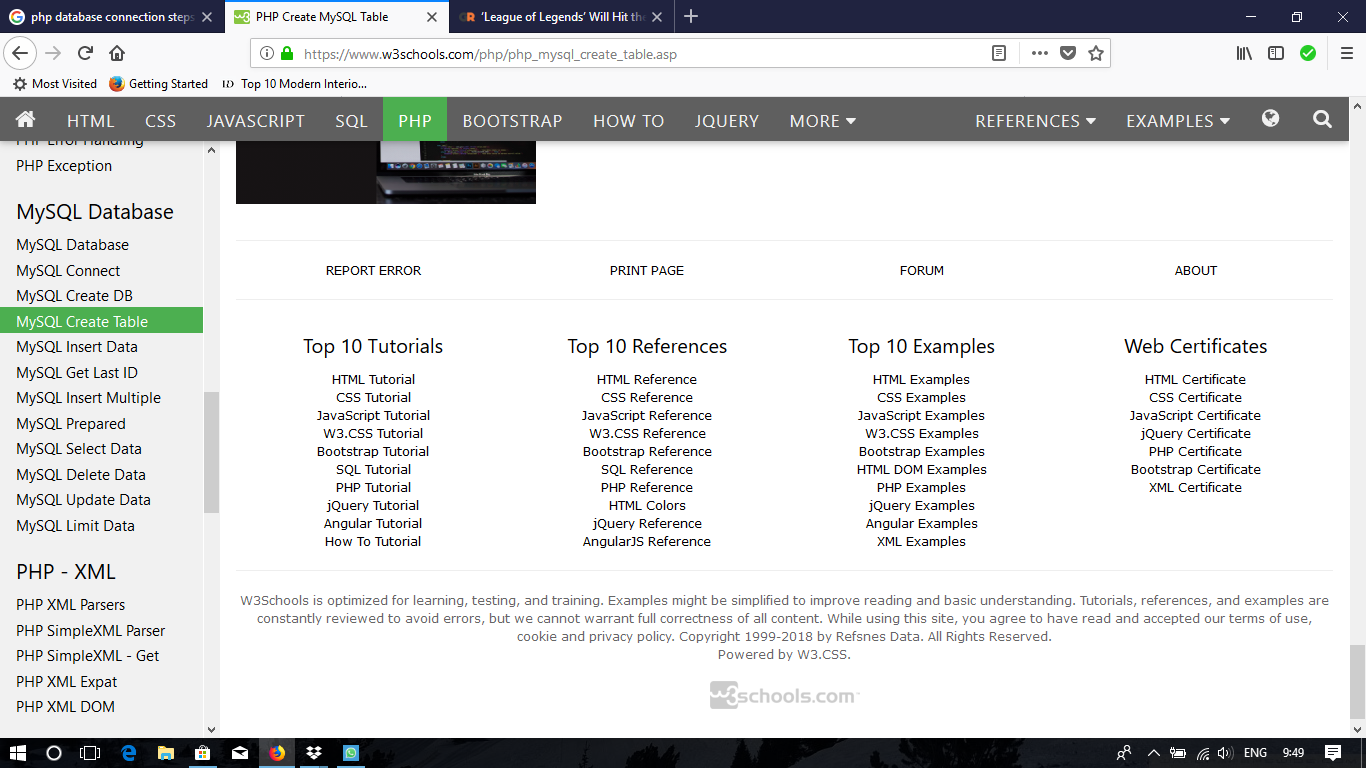 php database connection steps
PHP Create MySQL Table
'League of Legends' Will Hit the
https://www.w3schools.com/php/php_mysql_create_table.asp
Most Visited
Getting Started
Top 10 Modern Interio...
HTML
CSS
JAVASCRIPT
SQL
PHP
BOOTSTRAP
HOW TO
JQUERY
MORE
REFERENCES
EXAMPLES
PHP Error Handling
PHP Exception
MySQL Database
MySQL Database
MySQL Connect
MySQL Create DB
MySQL Create Table
MySQL Insert Data
MySQL Get Last ID
MySQL Insert Multiple
MySQL Prepared
MySQL Select Data
MySQL Delete Data
MySQL Update Data
MySQL Limit Data
PHP - XML
PHP XML Parsers
PHP SimpleXML Parser
PHP SimpleXML - Get
PHP XML Expat
PHP XML DOM
REPORT ERROR
PRINT PAGE
FORUM
ABOUT
Top 10 Tutorials
HTML Tutorial
CSS Tutorial
JavaScript Tutorial
W3.CSS Tutorial
Bootstrap Tutorial
SQL Tutorial
PHP Tutorial
jQuery Tutorial
Angular Tutorial
How To Tutorial
Top 10 References
HTML Reference
CSS Reference
JavaScript Reference
W3.CSS Reference
Bootstrap Reference
SQL Reference
PHP Reference
HTML Colors
jQuery Reference
AngularJS Reference
Top 10 Examples
HTML Examples
CSS Examples
JavaScript Examples
W3.CSS Examples
Bootstrap Examples
HTML DOM Examples
PHP Examples
jQuery Examples
Angular Examples
XML Examples
Web Certificates
HTML Certificate
CSS Certificate
JavaScript Certificate
jQuery Certificate
PHP Certificate
Bootstrap Certificate
XML Certificate
W3Schools is optimized for learning, testing, and training. Examples might be simplified to improve reading and basic understanding. Tutorials, references, and examples are
constantly reviewed to avoid errors, but we cannot warrant full correctness of all content. While using this site, you agree to have read and accepted our terms of use,
cookie and privacy policy. Copyright 1999-2018 by Refsnes Data. All Rights Reserved.
Powered by W3.CSS.
w3schools.com
ENG
9:49